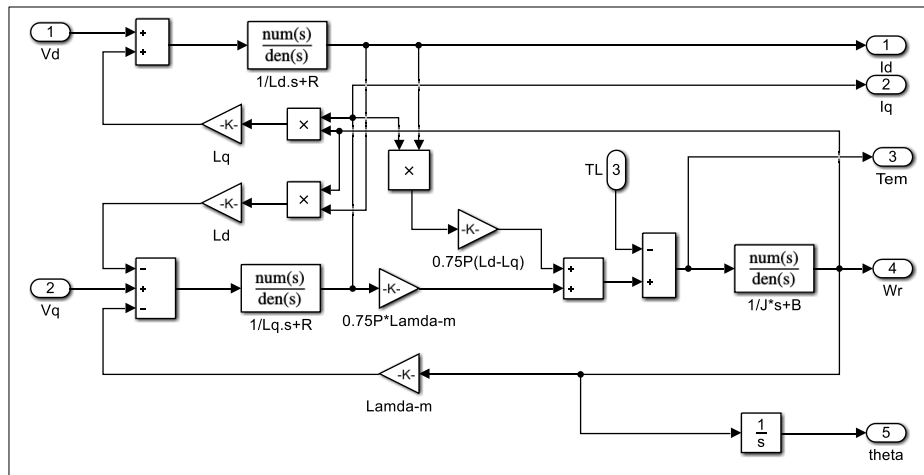 1
Vd
+
+
num(s)
den(s)
1/Ld.s+R
1
Id
2
Iq
-K-
Lq
×
×
TL
3
3
Tem
-K-
Ld
×
-K-
0.75P(Ld-Lq)
2
Vq
−
+
−
num(s)
den(s)
1/Lq.s+R
-K-
0.75P*Lamda-m
+
+
−
+
num(s)
den(s)
1/J*s+B
4
Wr
-K-
Lamda-m
1
s
5
theta